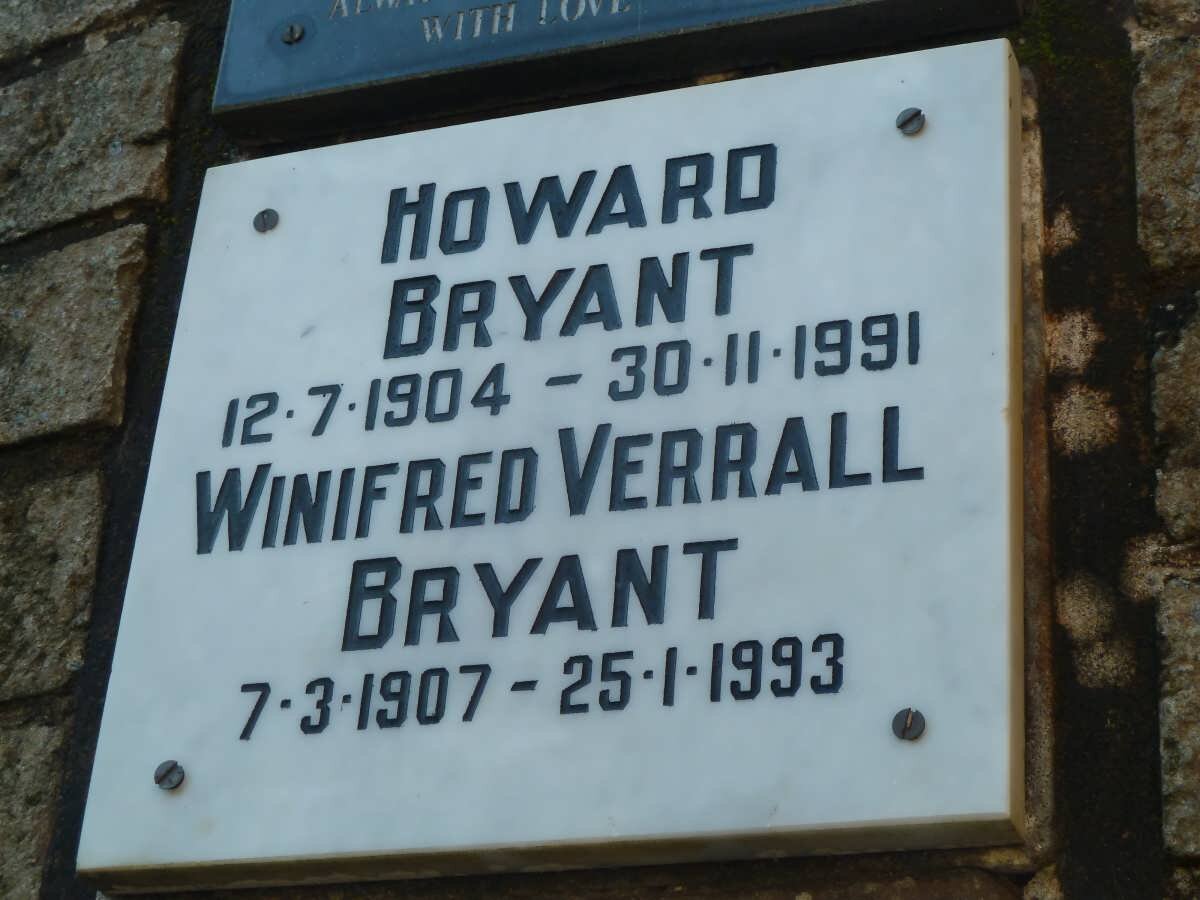 WITH LOVE
HOWARD
BRYANT
12·7·1904 – 30·11·1991
WINIFRED VERRALL
BRYANT
7·3·1907 – 25·1·1993